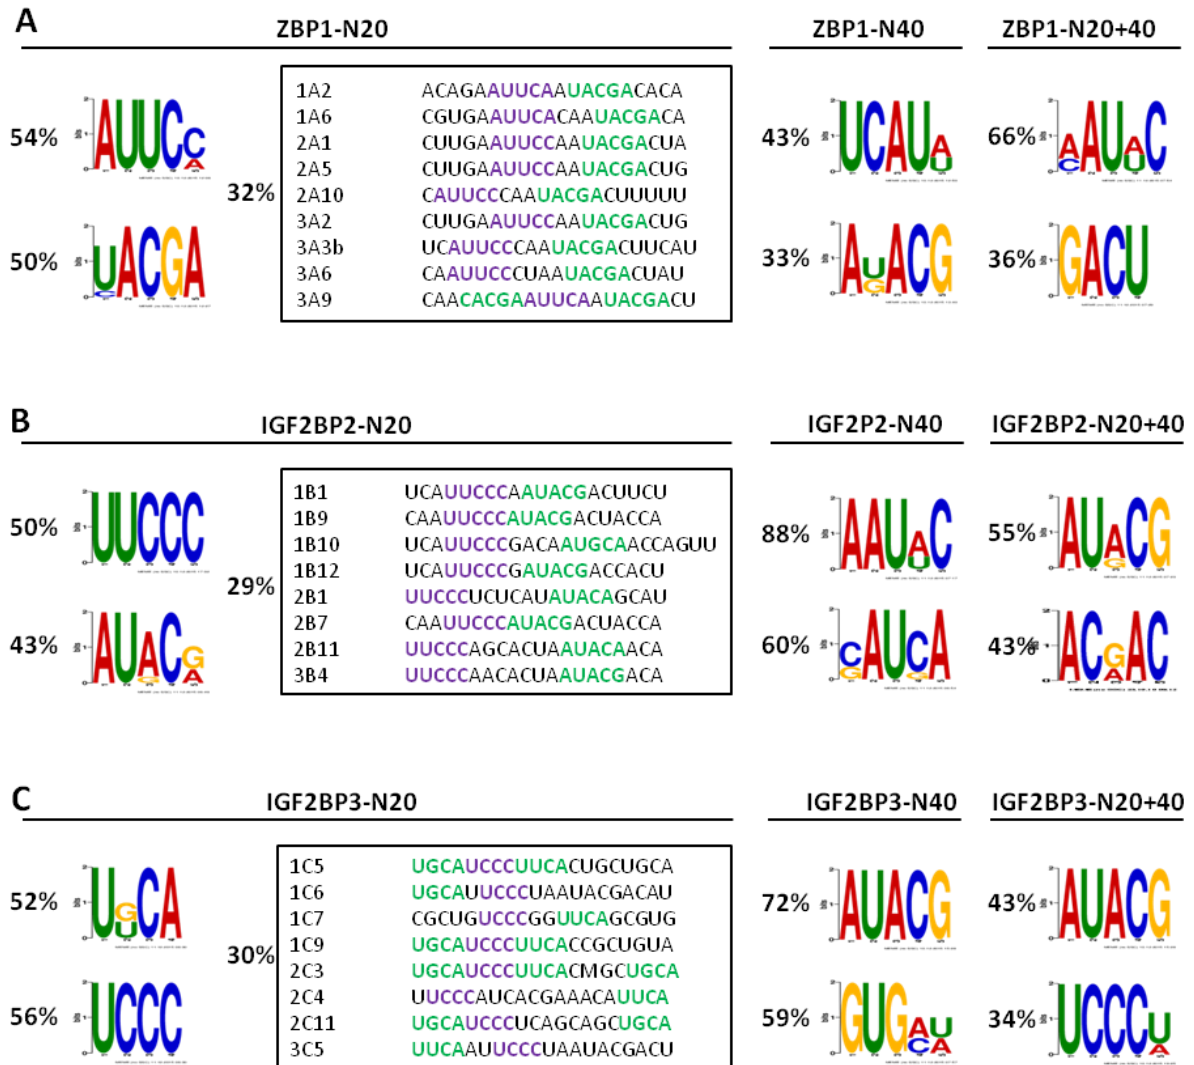 A
ZBP1-N20
ZBP1-N40
ZBP1-N20+40
54%
AUUCC
A
50%
UACGA
C
32%
1A2 ACAGAAUUCAAUACGACACA
1A6 CGUGAAUUCACAAUACGACA
2A1 CUUGAAUUCCAAUACGACUA
2A5 CUUGAAUUCCAAUACGACUG
2A10 CAUUCCCAAUACGACUUUUU
3A2 CUUGAAUUCCAAUACGACUG
3A3b UCAUUCCCAAUACGACUUCAU
3A6 CAAUUCCCUAAUACGACUAU
3A9 CAACACGAAUUCAAUACGACU
43%
UCAUA
U
33%
AUACG
G
66%
AAUAC
C U
36%
GACU
B
IGF2BP2-N20
IGF2P2-N40
IGF2BP2-N20+40
50%
UUCCC
43%
AUACG
G A
29%
1B1 UCAUUCCCAAUACGACUUCU
1B9 CAAUUCCCAUACGACUACCA
1B10 UCAUUCCCGACAAUGCAACCAGUU
1B12 UCAUUCCCGAUACGACCACU
2B1 UUCCCUCUCAUAUACAGCAU
2B7 CAAUUCCCAUACGACUACCA
2B11 UUCCCAGCACUAAUACAACA
3B4 UUCCCAACACUAAUACGACA
88%
AAUAC
U
60%
CAUCA
G G
55%
AUACG
G
43%
ACGAC
A
C
IGF2BP3-N20
IGF2BP3-N40
IGF2BP3-N20+40
52%
UGCA
U
56%
UCCC
30%
1C5 UGCAUCCCUUCACUGCUGCA
1C6 UGCAUUCCCUAAUACGACAU
1C7 CGCUGUCCCGGUUCAGCGUG
1C9 UGCAUCCCUUCACCGCUGUA
2C3 UGCAUCCCUUCACMGCUGCA
2C4 UUCCCAUCACGAAACAUUCA
2C11 UGCAUCCCUCAGCAGCUGCA
3C5 UUCAAUUCCCUAAUACGACU
72%
AUACG
59%
GUGAU
CA
43%
AUACG
34%
UCCCU
A